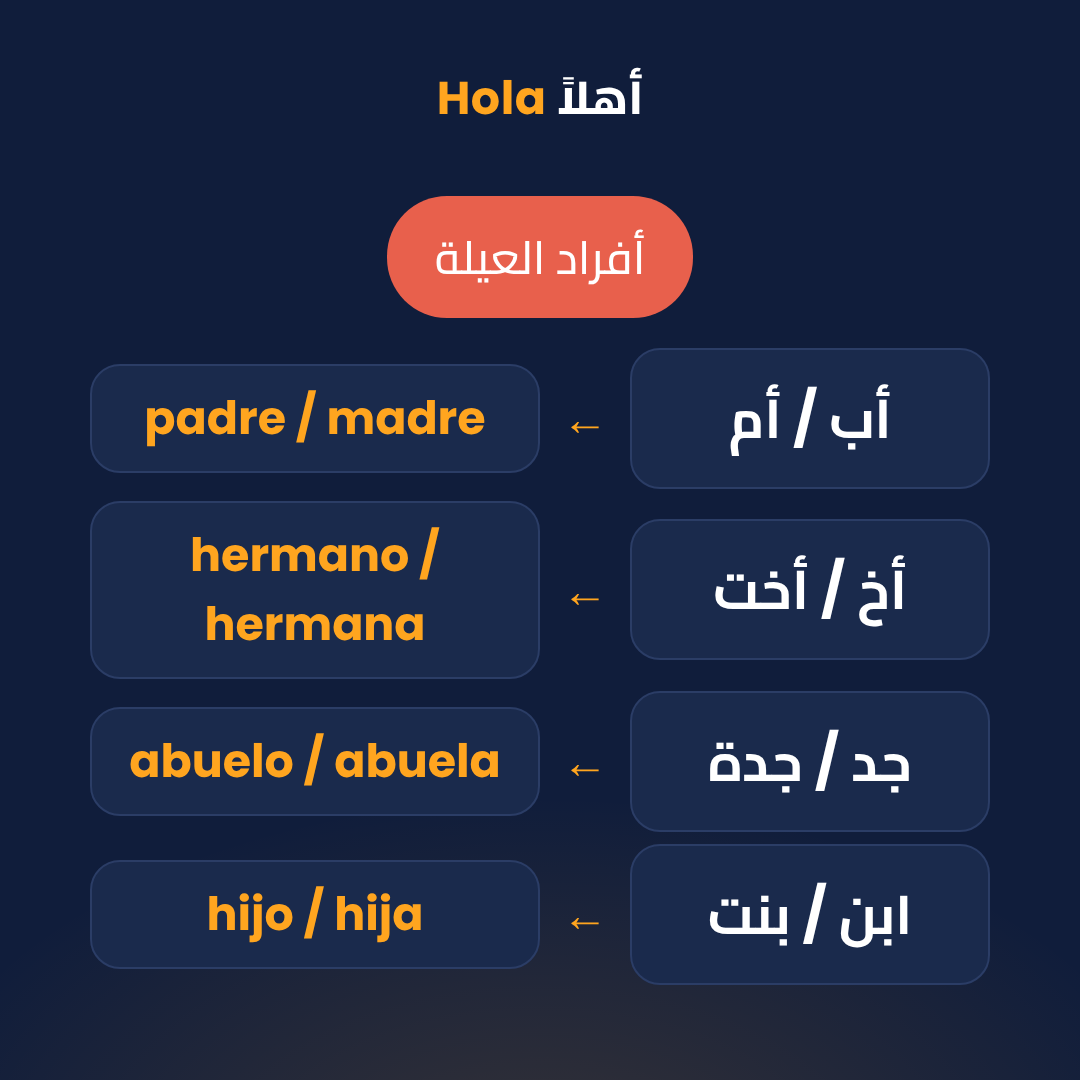 أهلاً Hola
أفراد العيلة
أب / أم ← padre / madre
أخ / أخت ← hermano /
hermana
جد / جدة ← abuelo / abuela
ابن / بنت ← hijo / hija